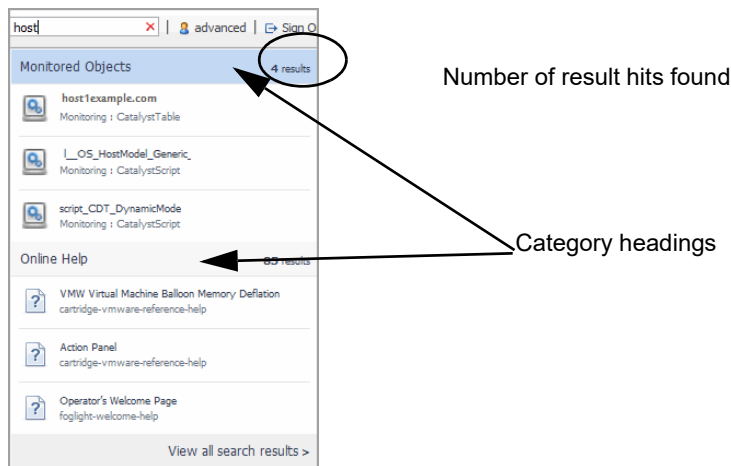 host | advanced | Sign O
Monitored Objects 4 results
Number of result hits found
host1example.com
Monitoring : CatalystTable
l__OS_HostModel_Generic_
Monitoring : CatalystScript
script_CDT_DynamicMode
Monitoring : CatalystScript
Category headings
Online Help 85 results
VMW Virtual Machine Balloon Memory Deflation
cartridge-vmware-reference-help
Action Panel
cartridge-vmware-reference-help
Operator's Welcome Page
foglight-welcome-help
View all search results >